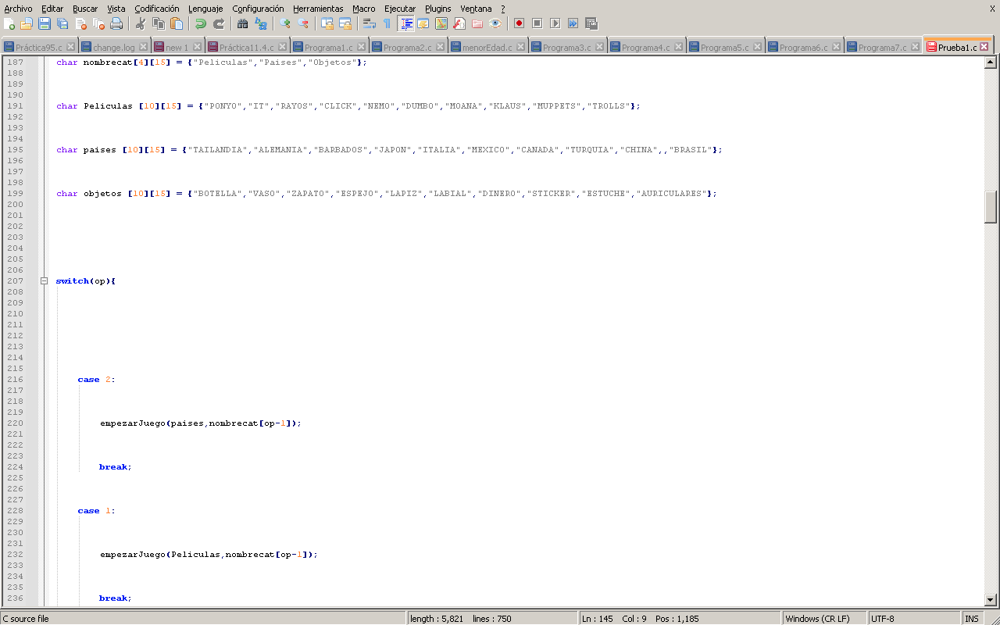 Archivo Editar Buscar Vista Codificación Lenguaje Configuración Herramientas Macro Ejecutar Plugins Ventana ? X
Práctica95.c change.log new 1 Práctica11.4.c Programa1.c Programa2.c menorEdad.c Programa3.c Programa4.c Programa5.c Programa6.c Programa7.c Prueba1.c
187 char nombrecat[4][15] = {"Peliculas","Paises","Objetos"};
188
189
190
191 char Peliculas [10][15] = {"PONYO","IT","RAYOS","CLICK","NEMO","DUMBO","MOANA","KLAUS","MUPPETS","TROLLS"};
192
193
194
195 char paises [10][15] = {"TAILANDIA","ALEMANIA","BARBADOS","JAPON","ITALIA","MEXICO","CANADA","TURQUIA","CHINA",,"BRASIL"};
196
197
198
199 char objetos [10][15] = {"BOTELLA","VASO","ZAPATO","ESPEJO","LAPIZ","LABIAL","DINERO","STICKER","ESTUCHE","AURICULARES"};
200
201
202
203
204
205
206
207 switch(op){
208
209
210
211
212
213
214
215
216 case 2:
217
218
219
220 empezarJuego(paises,nombrecat[op-1]);
221
222
223
224 break;
225
226
227
228 case 1:
229
230
231
232 empezarJuego(Peliculas,nombrecat[op-1]);
233
234
235
236 break;
C source file length : 5,821 lines : 750 Ln : 145 Col : 9 Pos : 1,185 Windows (CR LF) UTF-8 INS